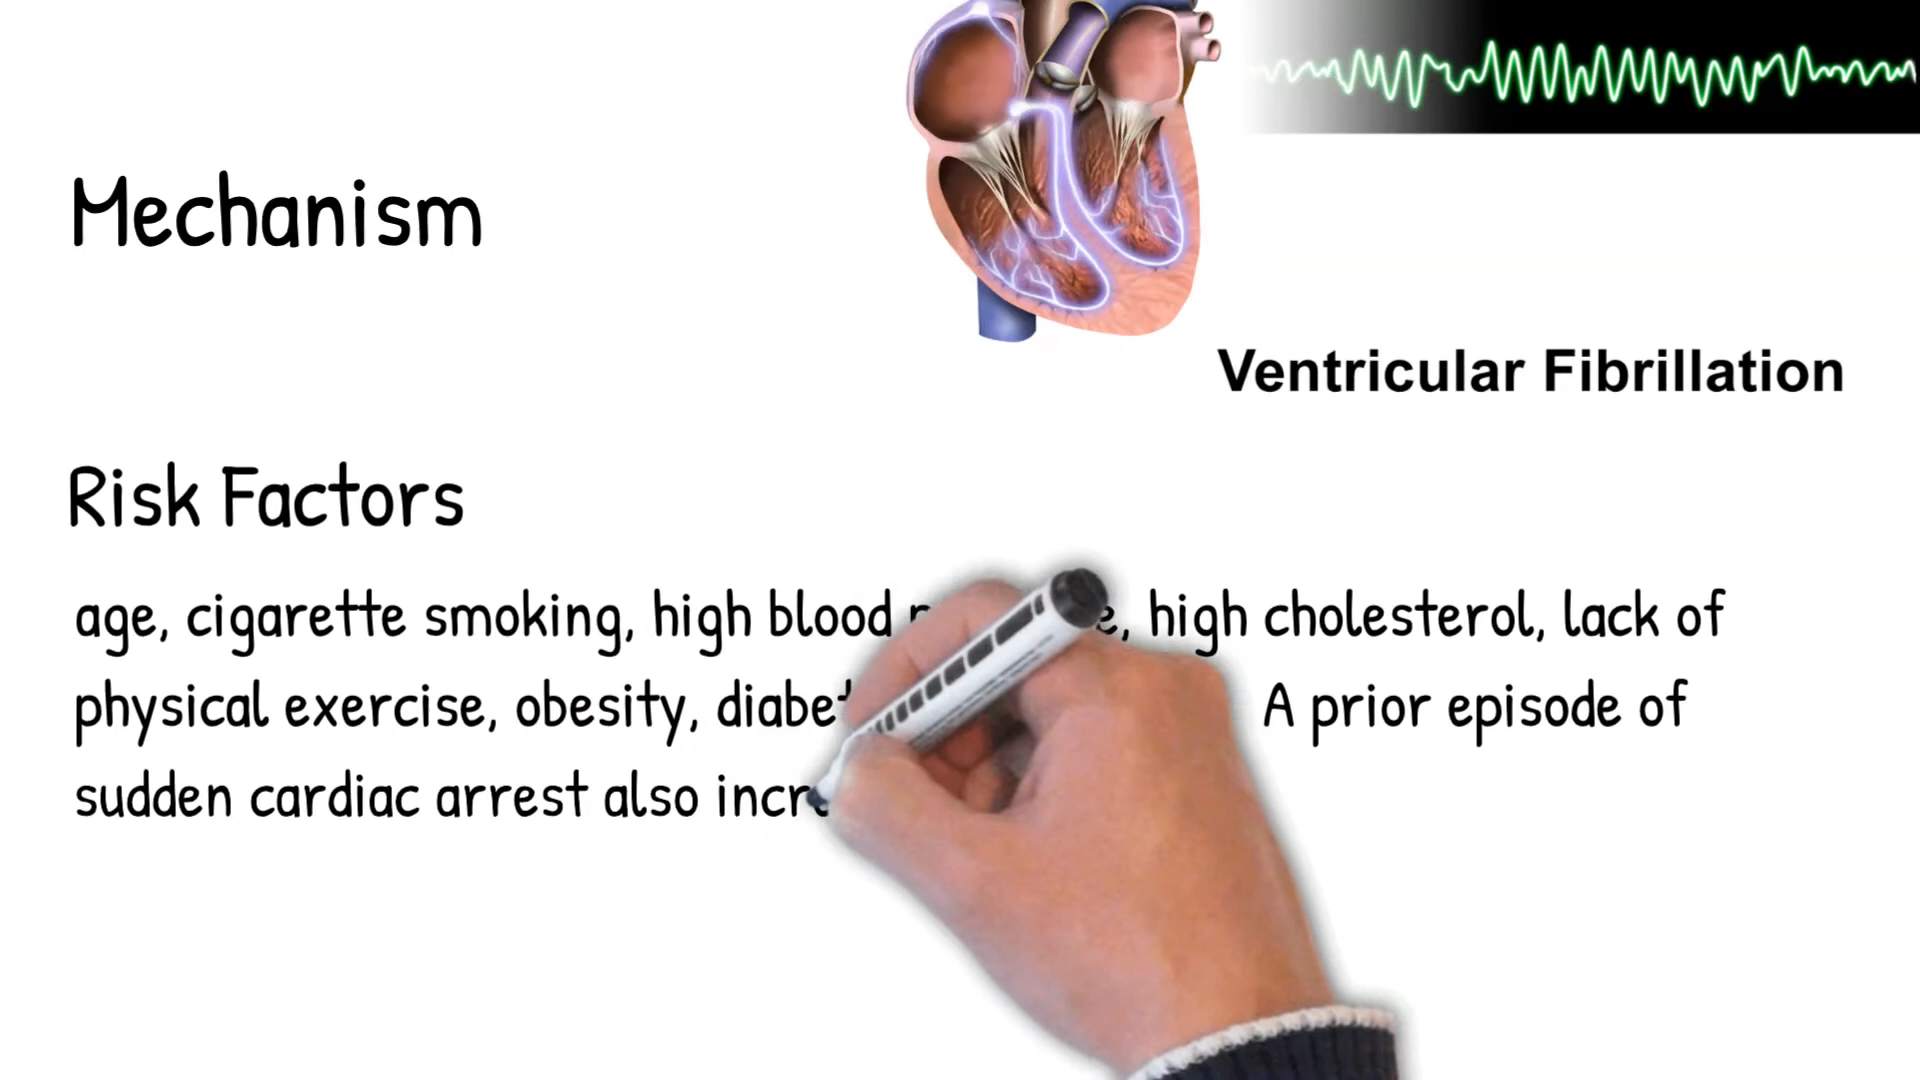 Mechanism
Ventricular Fibrillation
Risk Factors
age, cigarette smoking, high blood high cholesterol, lack of
physical exercise, obesity, A prior episode of
sudden cardiac arrest also